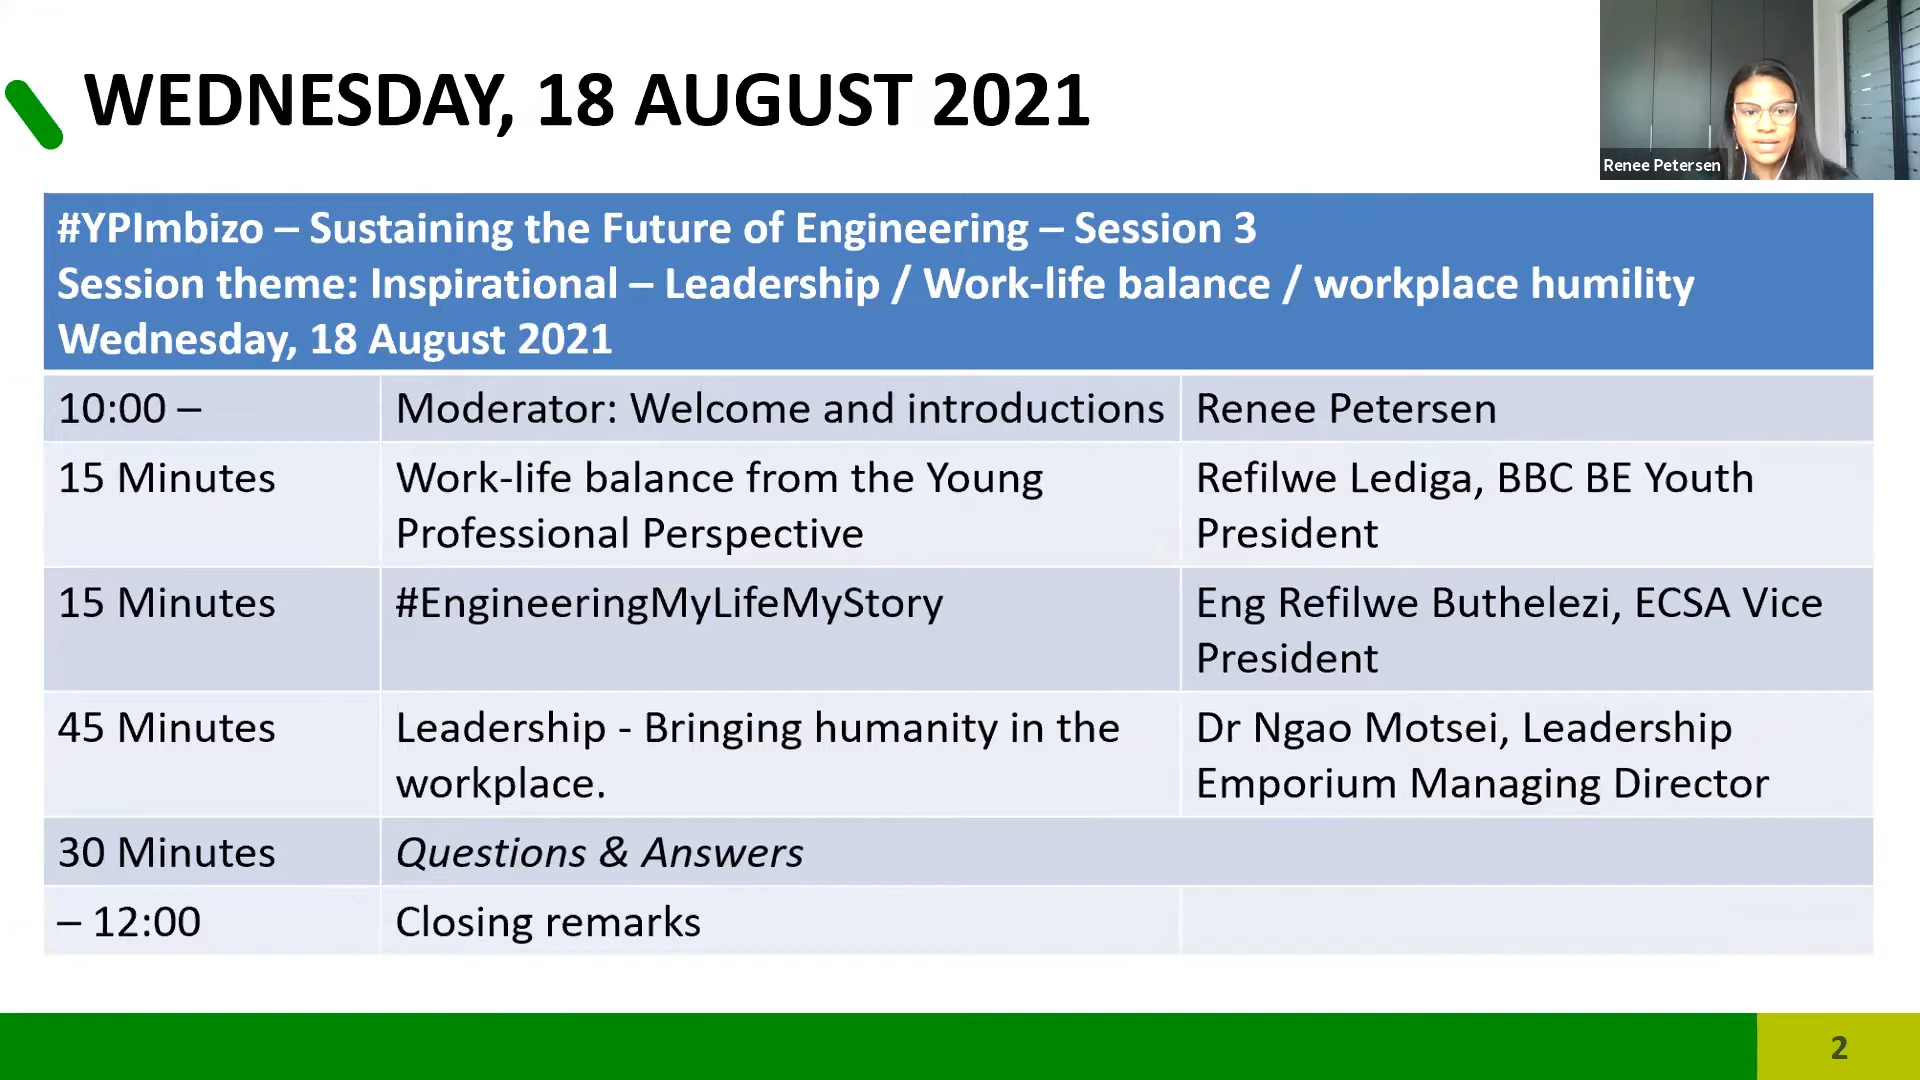 WEDNESDAY, 18 AUGUST 2021
Renee Petersen
#YPImbizo – Sustaining the Future of Engineering – Session 3
Session theme: Inspirational – Leadership / Work-life balance / workplace humility
Wednesday, 18 August 2021
10:00 –
Moderator: Welcome and introductions
Renee Petersen
15 Minutes
Work-life balance from the Young
Professional Perspective
Refilwe Lediga, BBC BE Youth
President
15 Minutes
#EngineeringMyLifeMyStory
Eng Refilwe Buthelezi, ECSA Vice
President
45 Minutes
Leadership - Bringing humanity in the
workplace.
Dr Ngao Motsei, Leadership
Emporium Managing Director
30 Minutes
Questions & Answers
– 12:00
Closing remarks
2